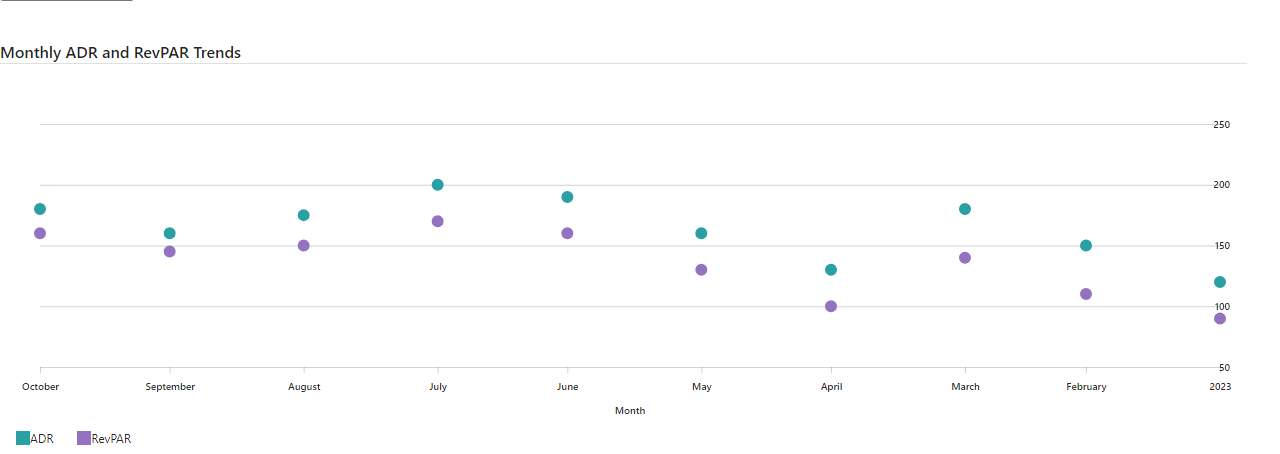 Monthly ADR and RevPAR Trends
250
200
150
100
50
October September August July June May April March February 2023
Month
ADR RevPAR